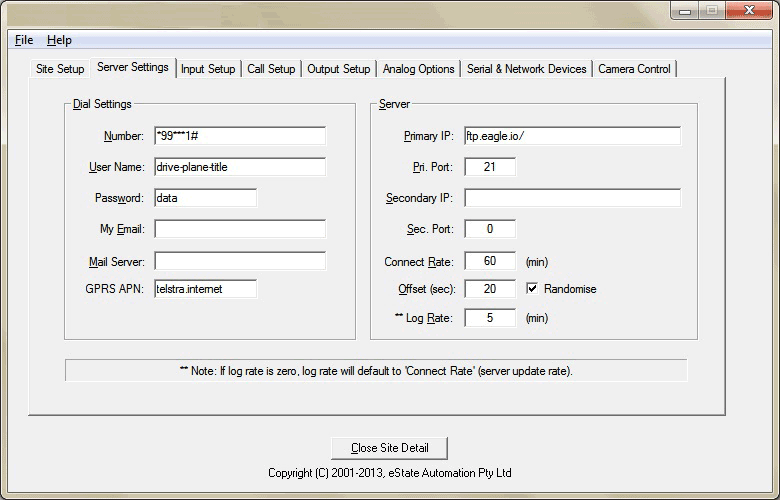 File Help
Site Setup Server Settings Input Setup Call Setup Output Setup Analog Options Serial & Network Devices Camera Control
Dial Settings
Number: *99***1#
User Name: drive-plane-title
Password: data
My Email:
Mail Server:
GPRS APN: telstra.internet
Server
Primary IP: ftp.eagle.io/
Pri. Port: 21
Secondary IP:
Sec. Port: 0
Connect Rate: 60 (min)
Offset (sec): 20 Randomise
** Log Rate: 5 (min)
** Note: If log rate is zero, log rate will default to 'Connect Rate' (server update rate).
Close Site Detail
Copyright (C) 2001-2013, eState Automation Pty Ltd